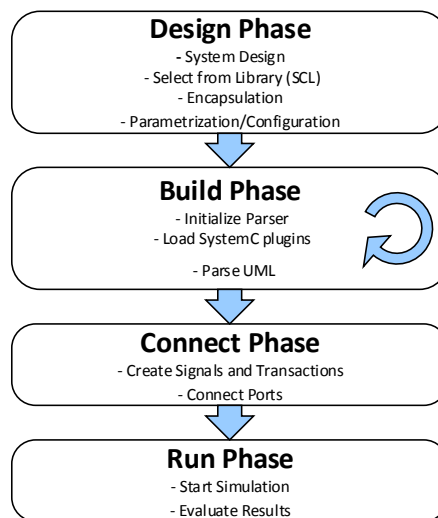 Design Phase
- System Design
- Select from Library (SCL)
- Encapsulation
- Parametrization/Configuration
Build Phase
- Initialize Parser
- Load SystemC plugins
- Parse UML
Connect Phase
- Create Signals and Transactions
- Connect Ports
Run Phase
- Start Simulation
- Evaluate Results